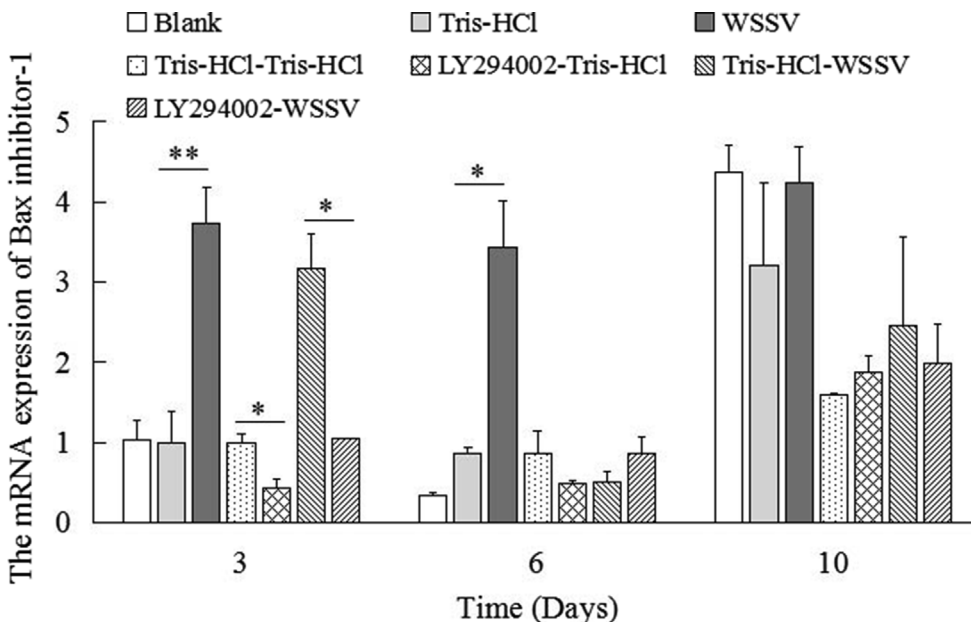 Blank Tris-HCl WSSV
Tris-HCl-Tris-HCl LY294002-Tris-HCl Tris-HCl-WSSV
LY294002-WSSV
The mRNA expression of Bax inhibitor-1
5
4
3
2
1
0
** * * *
3 6 10
Time (Days)